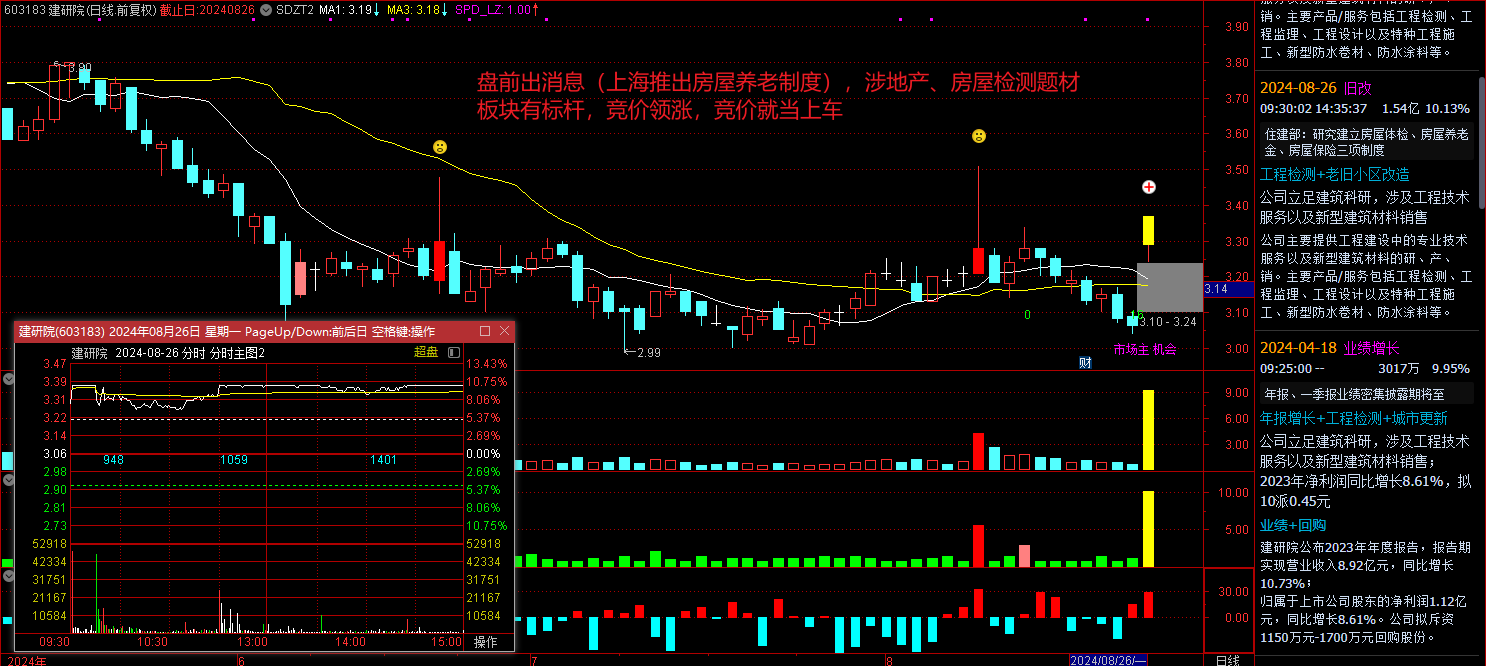 603183 建研院(日线.前复权) 截止日:20240826 SDZT2 MA1: 3.19↓ MA3: 3.18↓ SPD_LZ: 1.00↑
3.90
3.80
3.70
3.60
3.50
3.40
3.30
3.20
3.14
3.10
3.00
3.90
盘前出消息（上海推出房屋养老制度），涉地产、房屋检测题材
板块有标杆，竞价领涨，竞价就当上车
0
6
3.10 - 3.24
←2.99
市场主 机会
财
9.00
6.00
3.00
10.00
5.00
30.00
0.00
建研院(603183) 2024年08月26日 星期一 PageUp/Down:前后日 空格键:操作
建研院 2024-08-26 分时 分时主图2 超盘
3.47 13.43%
3.39 10.75%
3.31 8.06%
3.22 5.37%
3.14 2.69%
3.06 0.00%
948 1059 1401
2.98 2.69%
2.90 5.37%
2.81 8.06%
2.73 10.75%
52918 52918
42334 42334
31751 31751
21167 21167
10584 10584
09:30 10:30 13:00 14:00 15:00 操作
2024年 6 7 8 2024/08/26/一 日线
销。主要产品/服务包括工程检测、工
程监理、工程设计以及特种工程施
工、新型防水卷材、防水涂料等。
2024-08-26 旧改
09:30:02 14:35:37 1.54亿 10.13%
住建部：研究建立房屋体检、房屋养老
金、房屋保险三项制度
工程检测+老旧小区改造
公司立足建筑科研，涉及工程技术
服务以及新型建筑材料销售
公司主要提供工程建设中的专业技术
服务以及新型建筑材料的研、产、
销。主要产品/服务包括工程检测、工
程监理、工程设计以及特种工程施
工、新型防水卷材、防水涂料等。
2024-04-18 业绩增长
09:25:00 -- 3017万 9.95%
年报、一季报业绩密集披露期将至
年报增长+工程检测+城市更新
公司立足建筑科研，涉及工程技术
服务以及新型建筑材料销售；
2023年净利润同比增长8.61%，拟
10派0.45元
业绩+回购
建研院公布2023年年度报告，报告期
实现营业收入8.92亿元，同比增长
10.73%；
归属于上市公司股东的净利润1.12亿
元，同比增长8.61%。公司拟斥资
1150万元-1700万元回购股份。